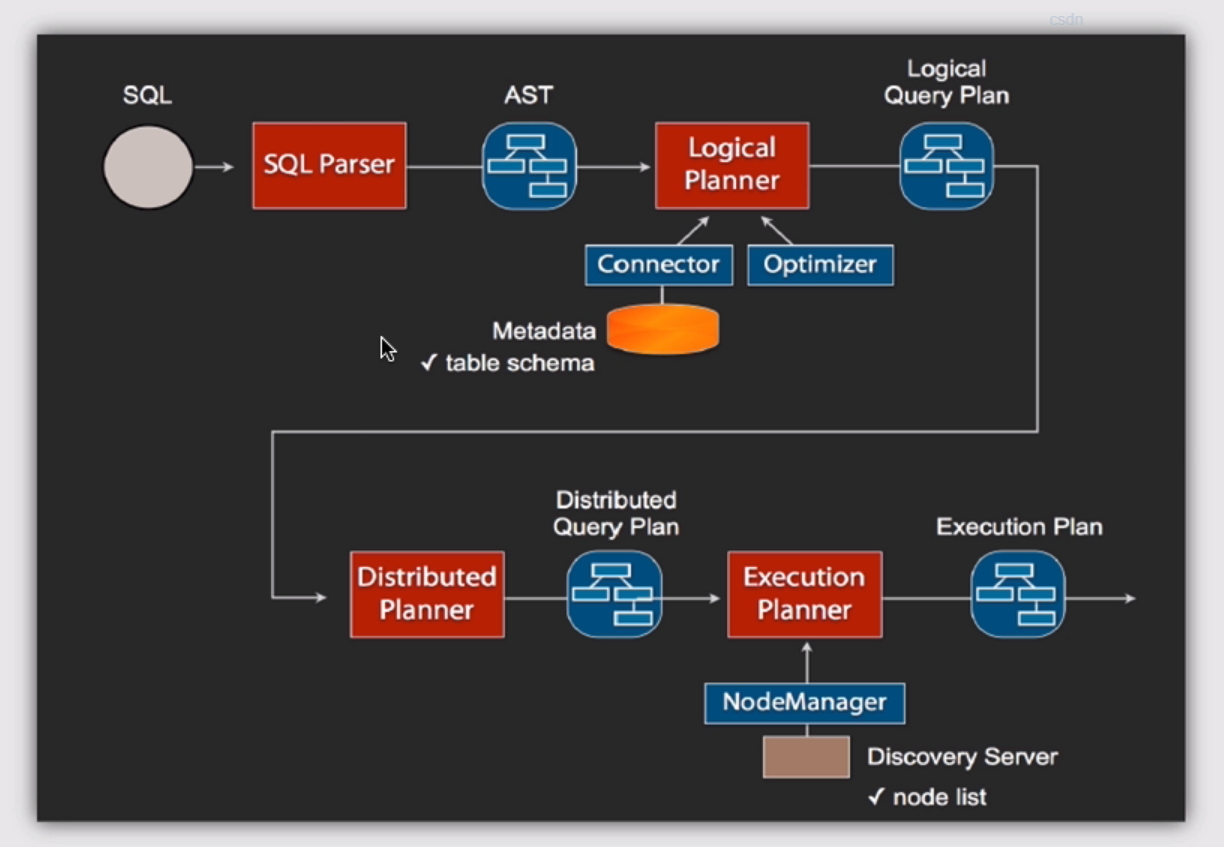 csdn
SQL
AST
Logical
Query Plan
SQL Parser
Logical
Planner
Connector
Optimizer
Metadata
✓ table schema
Distributed
Query Plan
Execution Plan
Distributed
Planner
Execution
Planner
NodeManager
Discovery Server
✓ node list